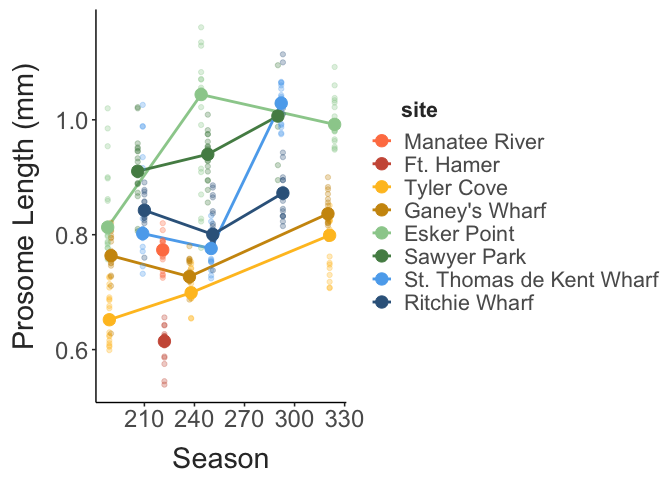 Prosome Length (mm)
1.0
0.8
0.6
210 240 270 300 330
Season
site
Manatee River
Ft. Hamer
Tyler Cove
Ganey's Wharf
Esker Point
Sawyer Park
St. Thomas de Kent Wharf
Ritchie Wharf